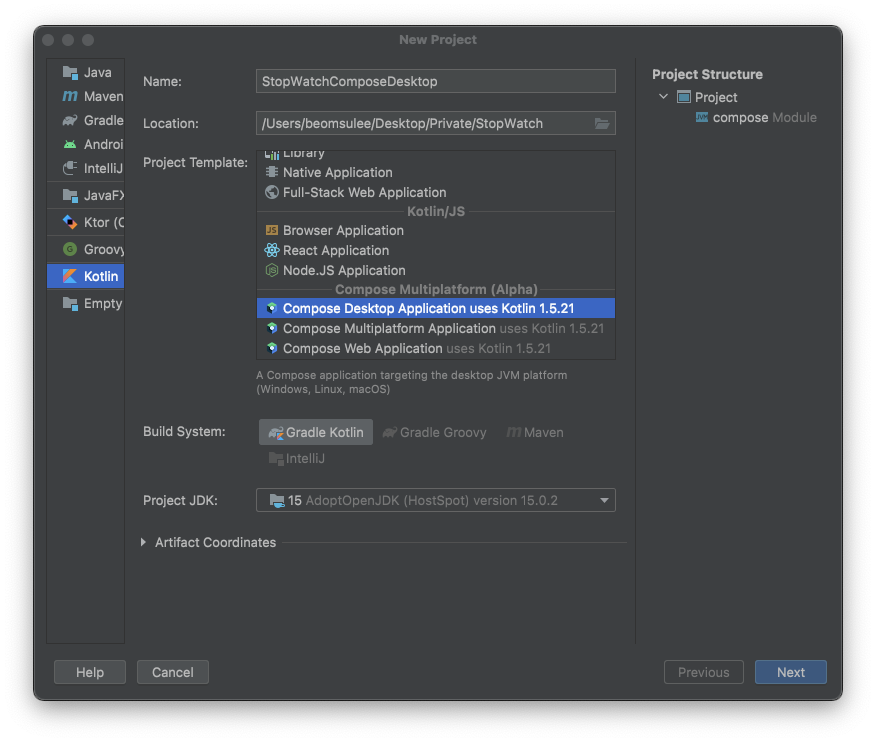 New Project
Java
Maven
Gradle
Androi
IntelliJ
JavaFX
Ktor (
Groovy
Kotlin
Empty
Name:
StopWatchComposeDesktop
Location:
/Users/beomsulee/Desktop/Private/StopWatch
Project Template:
Library
Native Application
Full-Stack Web Application
Kotlin/JS
JS Browser Application
React Application
JS Node.JS Application
Compose Multiplatform (Alpha)
Compose Desktop Application uses Kotlin 1.5.21
Compose Multiplatform Application uses Kotlin 1.5.21
Compose Web Application uses Kotlin 1.5.21
A Compose application targeting the desktop JVM platform
(Windows, Linux, macOS)
Build System:
Gradle Kotlin
Gradle Groovy
Maven
IntelliJ
Project JDK:
15 AdoptOpenJDK (HostSpot) version 15.0.2
Artifact Coordinates
Project Structure
Project
compose Module
Help
Cancel
Previous
Next